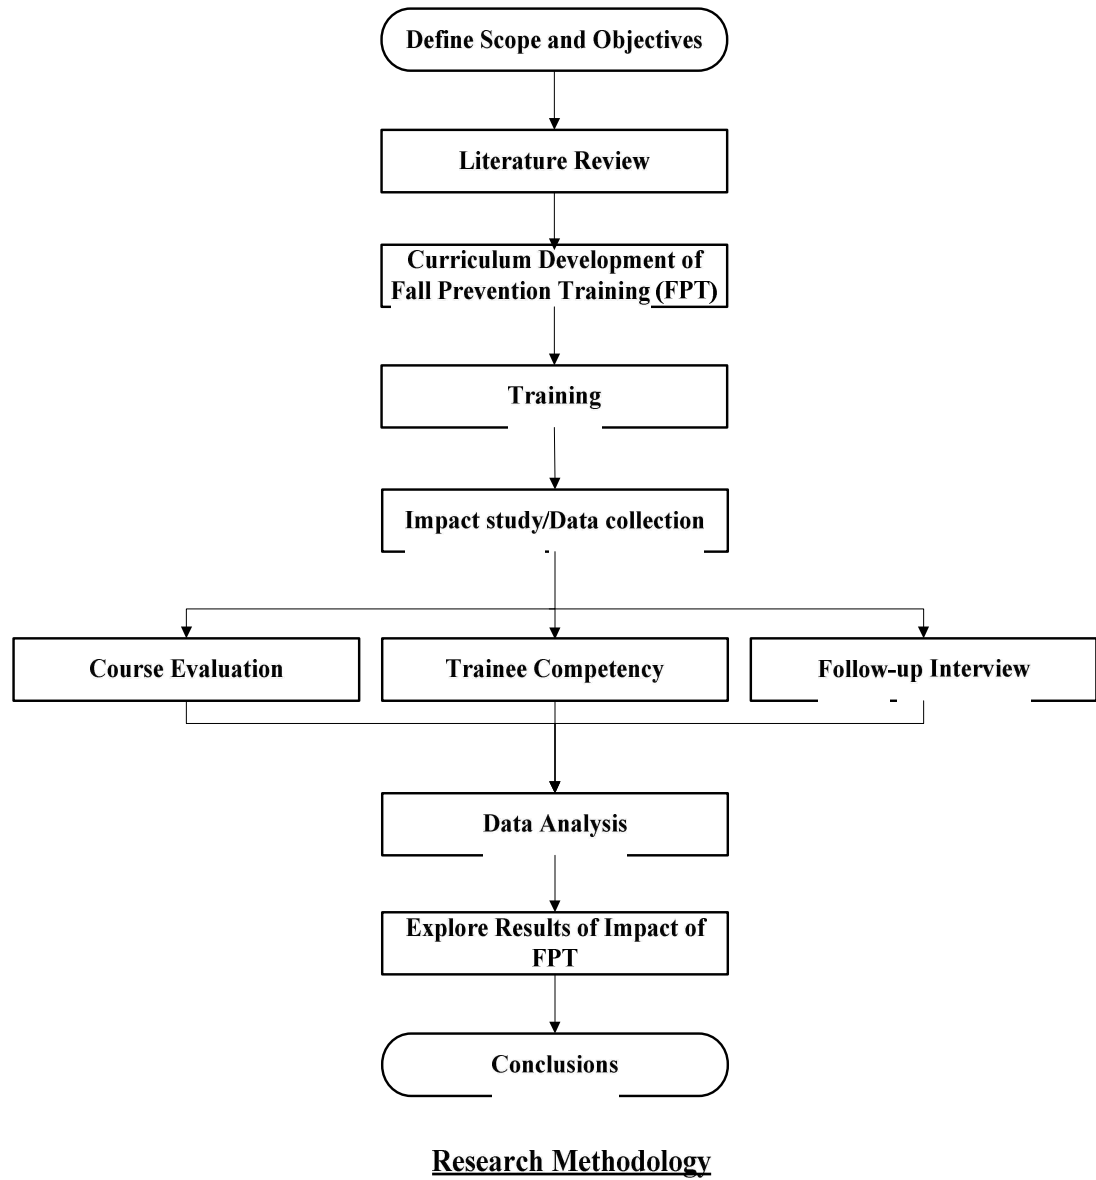 Define Scope and Objectives
Literature Review
Curriculum Development of
Fall Prevention Training (FPT)
Training
Impact study/Data collection
Course Evaluation
Trainee Competency
Follow-up Interview
Data Analysis
Explore Results of Impact of
FPT
Conclusions
Research Methodology